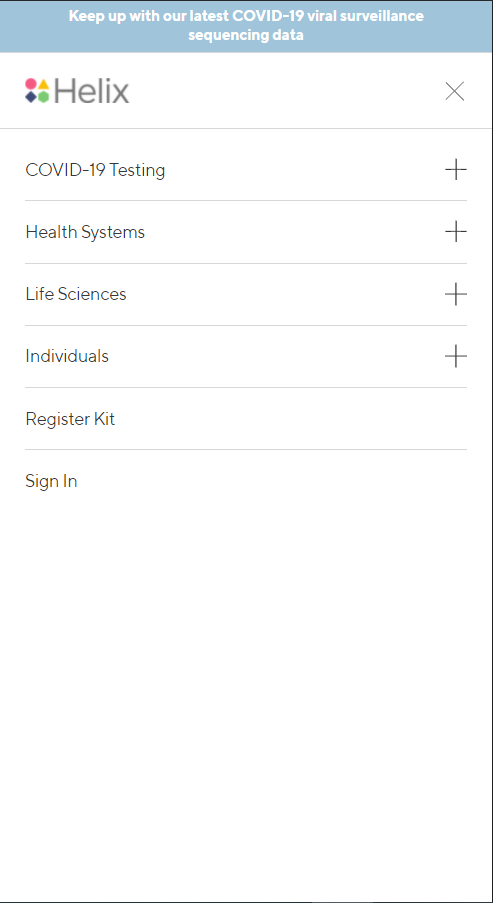 Keep up with our latest COVID-19 viral surveillance
sequencing data
Helix
COVID-19 Testing
Health Systems
Life Sciences
Individuals
Register Kit
Sign In